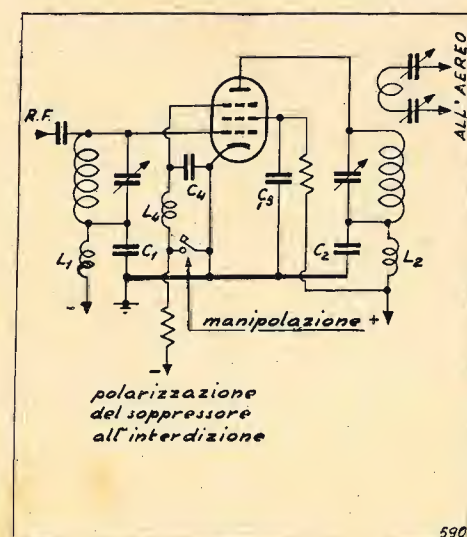 R.F.
ALL'AEREO
C4
C3
L4
L1
C1
C2
L2
-
manipolazione +
-
polarizzazione
del soppressore
all'interdizione
590